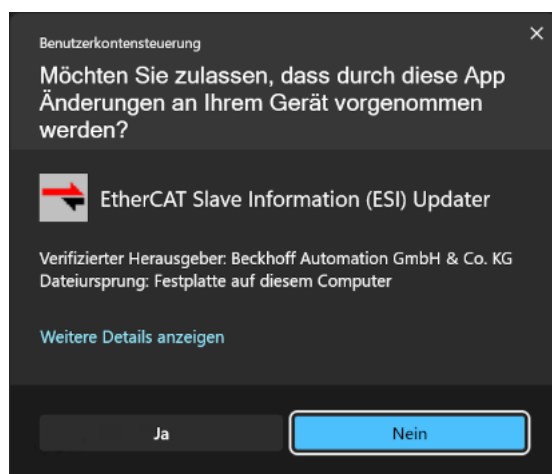 Benutzerkontensteuerung
Möchten Sie zulassen, dass durch diese App
Änderungen an Ihrem Gerät vorgenommen
werden?
EtherCAT Slave Information (ESI) Updater
Verifizierter Herausgeber: Beckhoff Automation GmbH & Co. KG
Dateiursprung: Festplatte auf diesem Computer
Weitere Details anzeigen
Ja
Nein